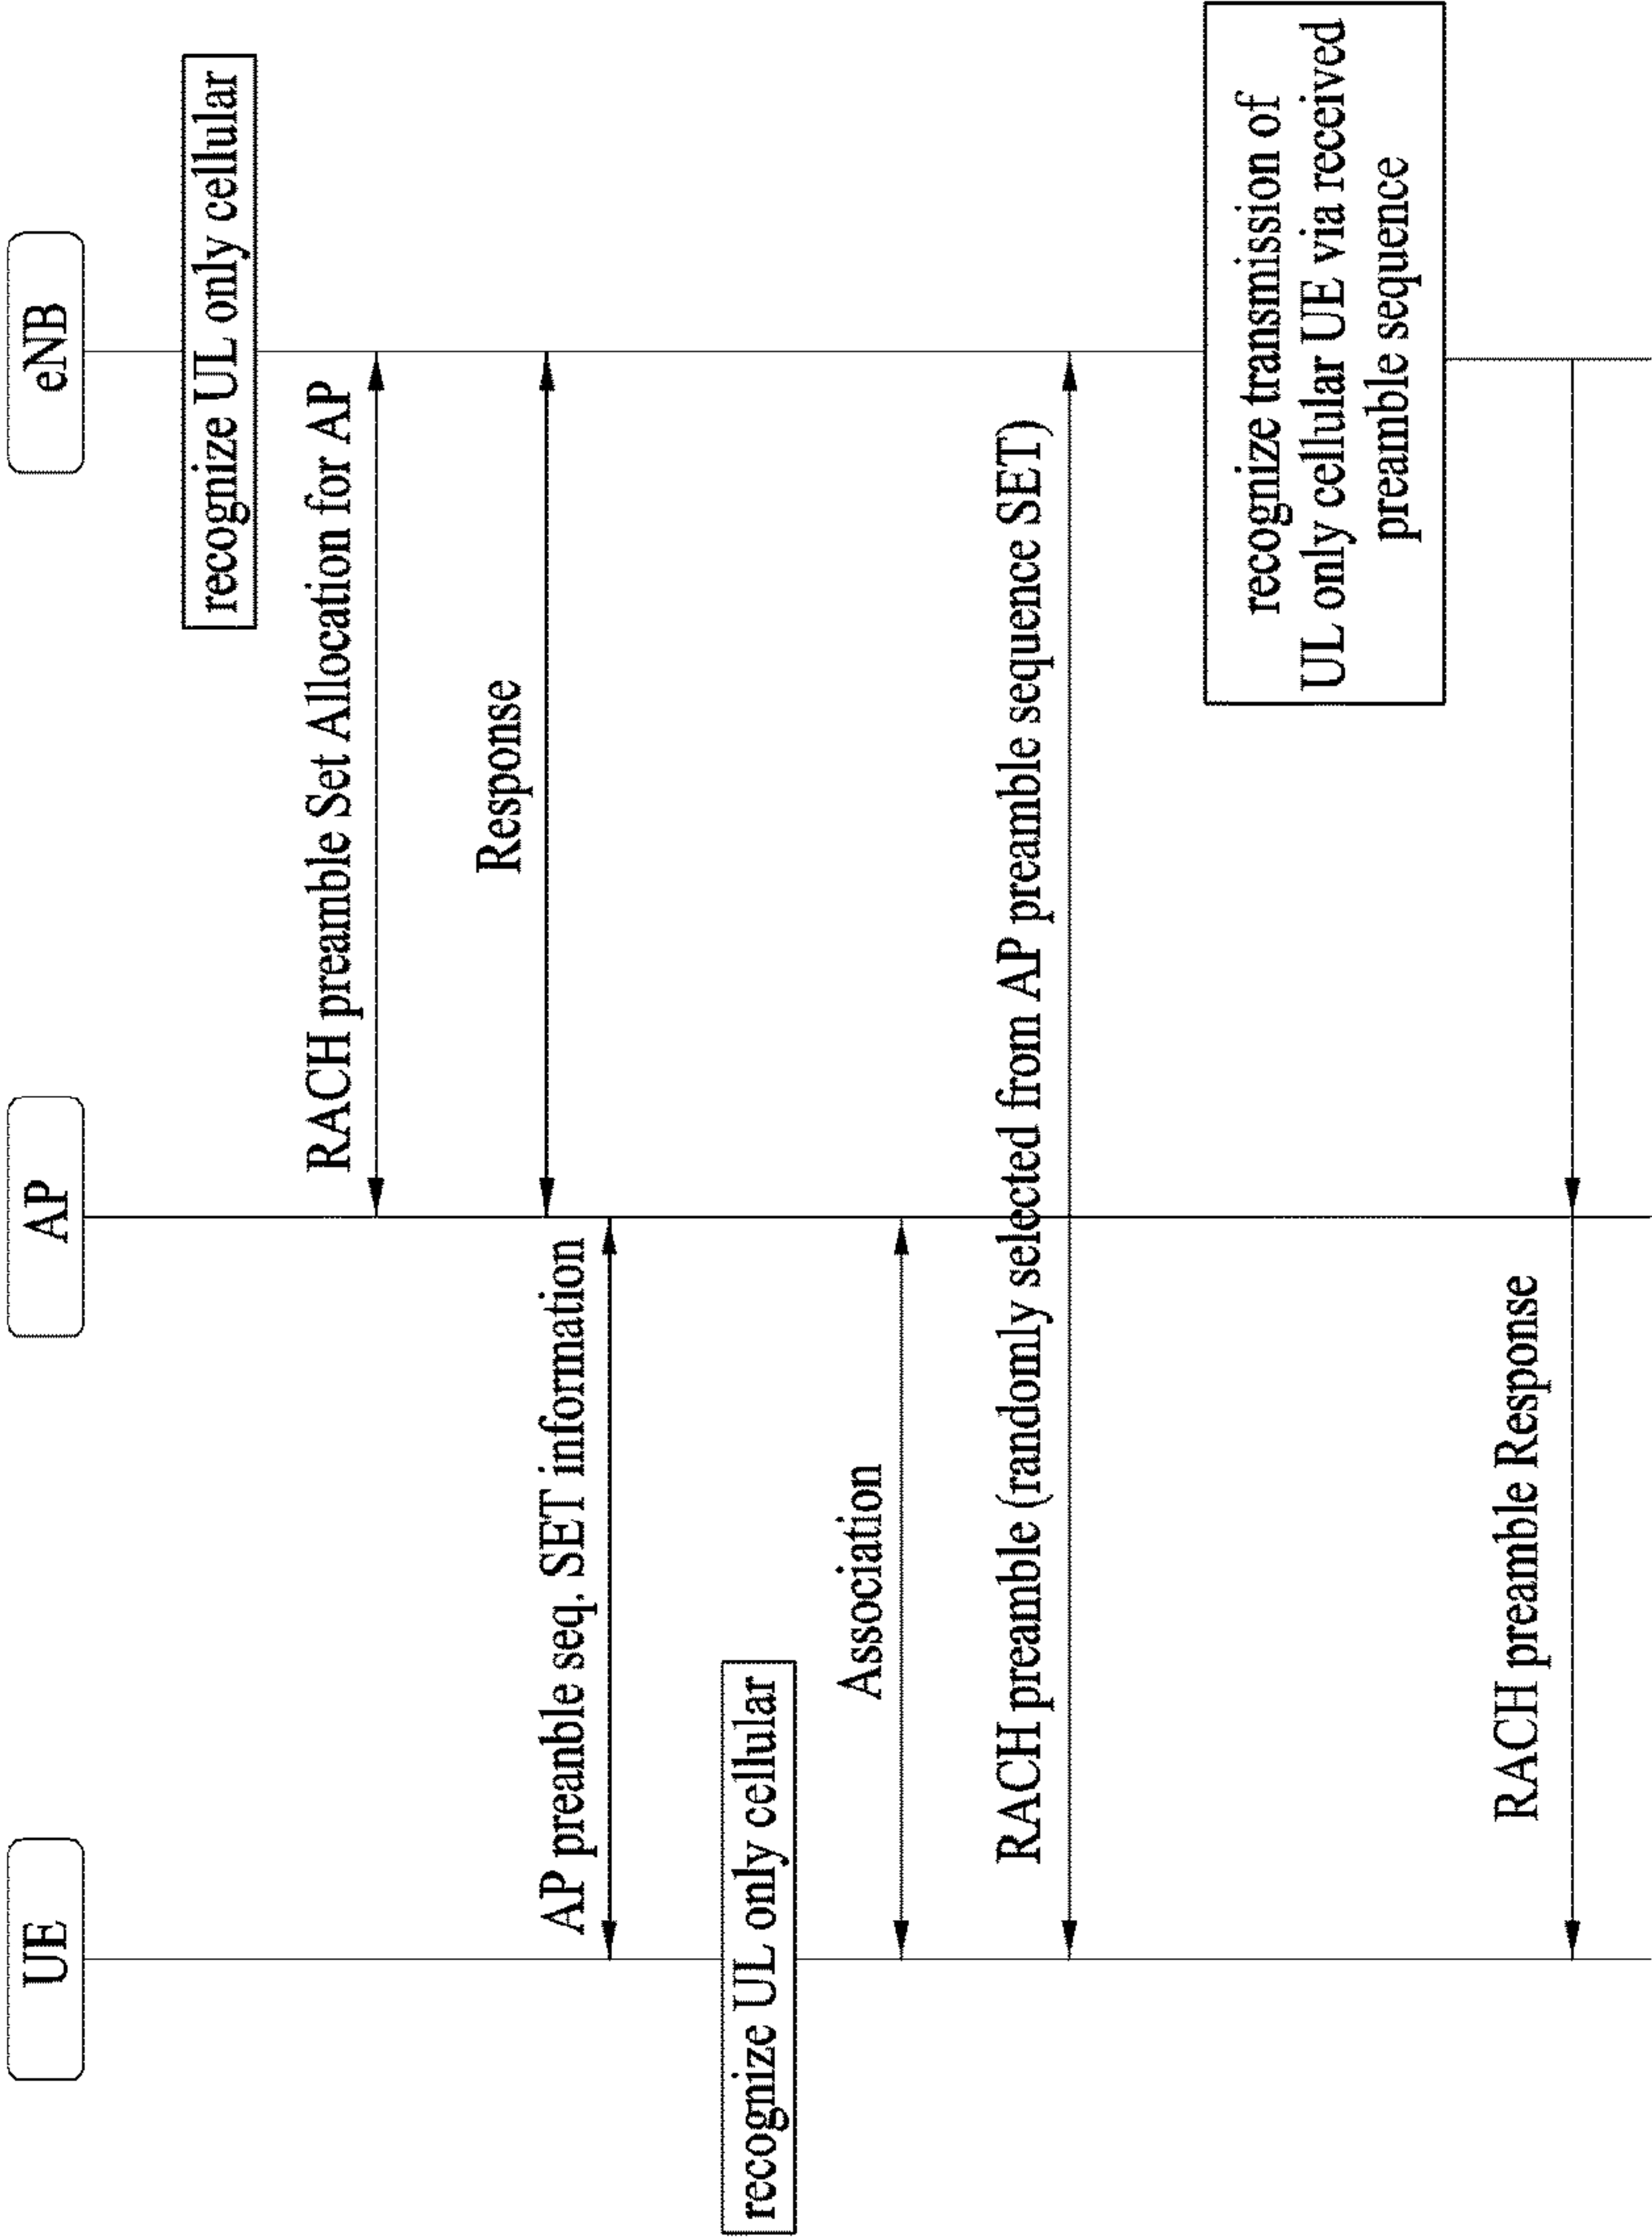 UE
AP
eNB
recognize UL only cellular
RACH preamble Set Allocation for AP
Response
AP preanble seq. SET information
recognize UL only cellular
Association
RACH preamble (randomly selected from AP preamble sequence SET)
recognize transmission of
UL only cellular UE via received
preamble sequence
RACH preamble Response